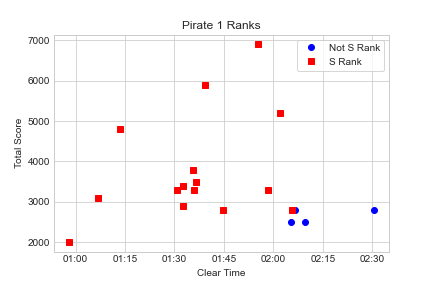 Pirate 1 Ranks
Not S Rank
S Rank
7000
6000
5000
4000
3000
2000
Total Score
01:00 01:15 01:30 01:45 02:00 02:15 02:30
Clear Time